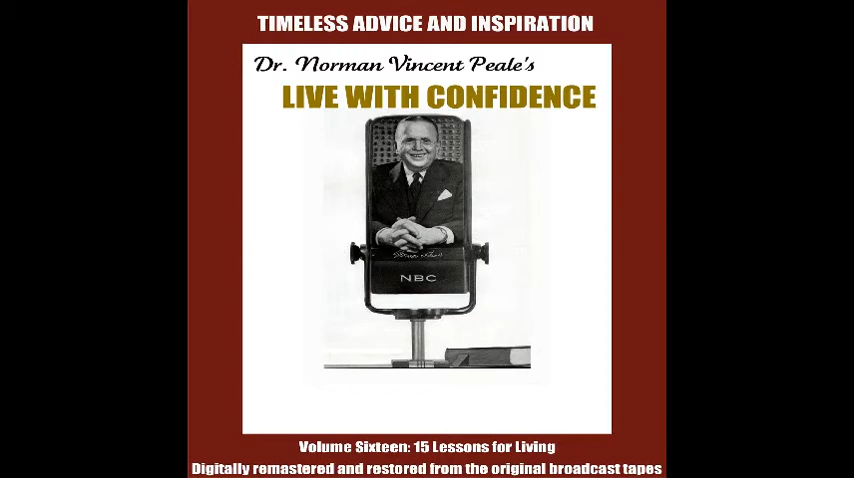 TIMELESS ADVICE AND INSPIRATION
Dr. Norman Vincent Peale's
LIVE WITH CONFIDENCE
NBC
Volume Sixteen: 15 Lessons for Living
Digitally remastered and restored from the original broadcast tapes